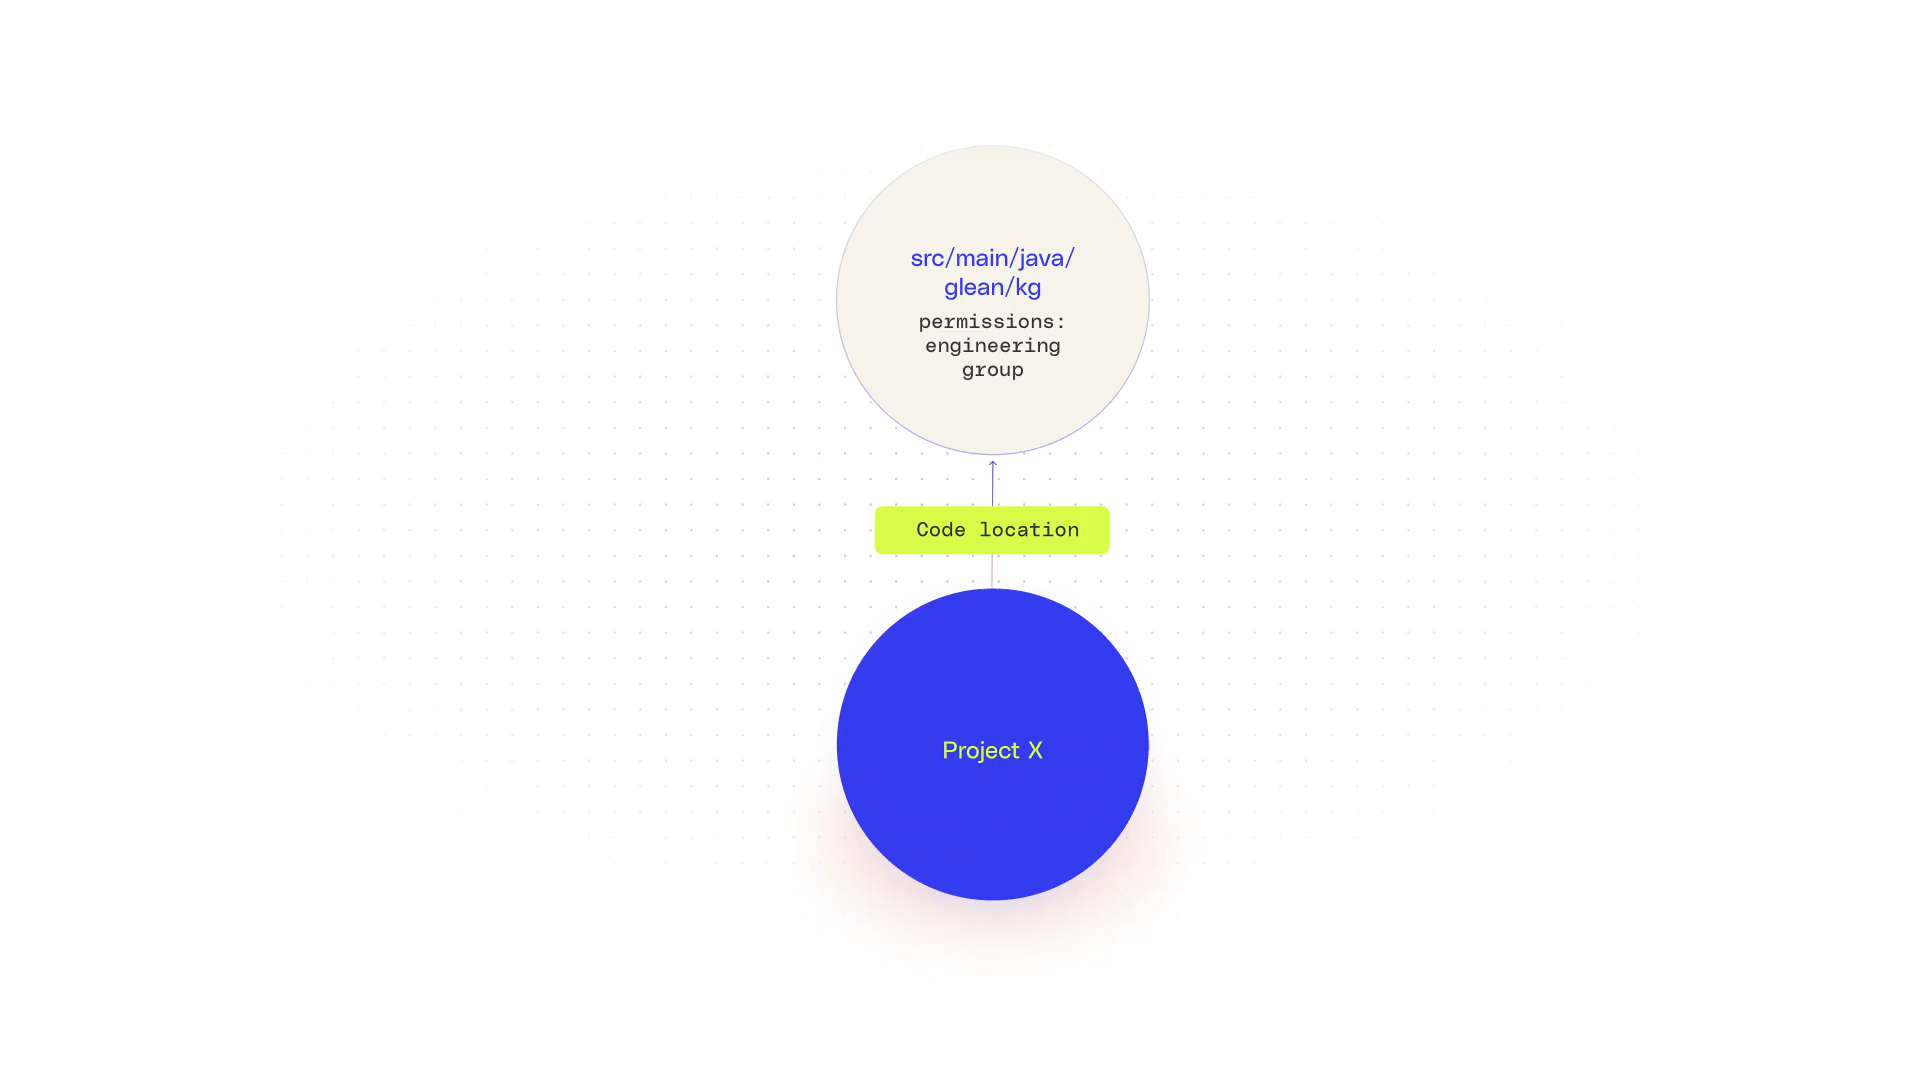 src/main/java/
glean/kg
permissions:
engineering
group
Code location
Project X